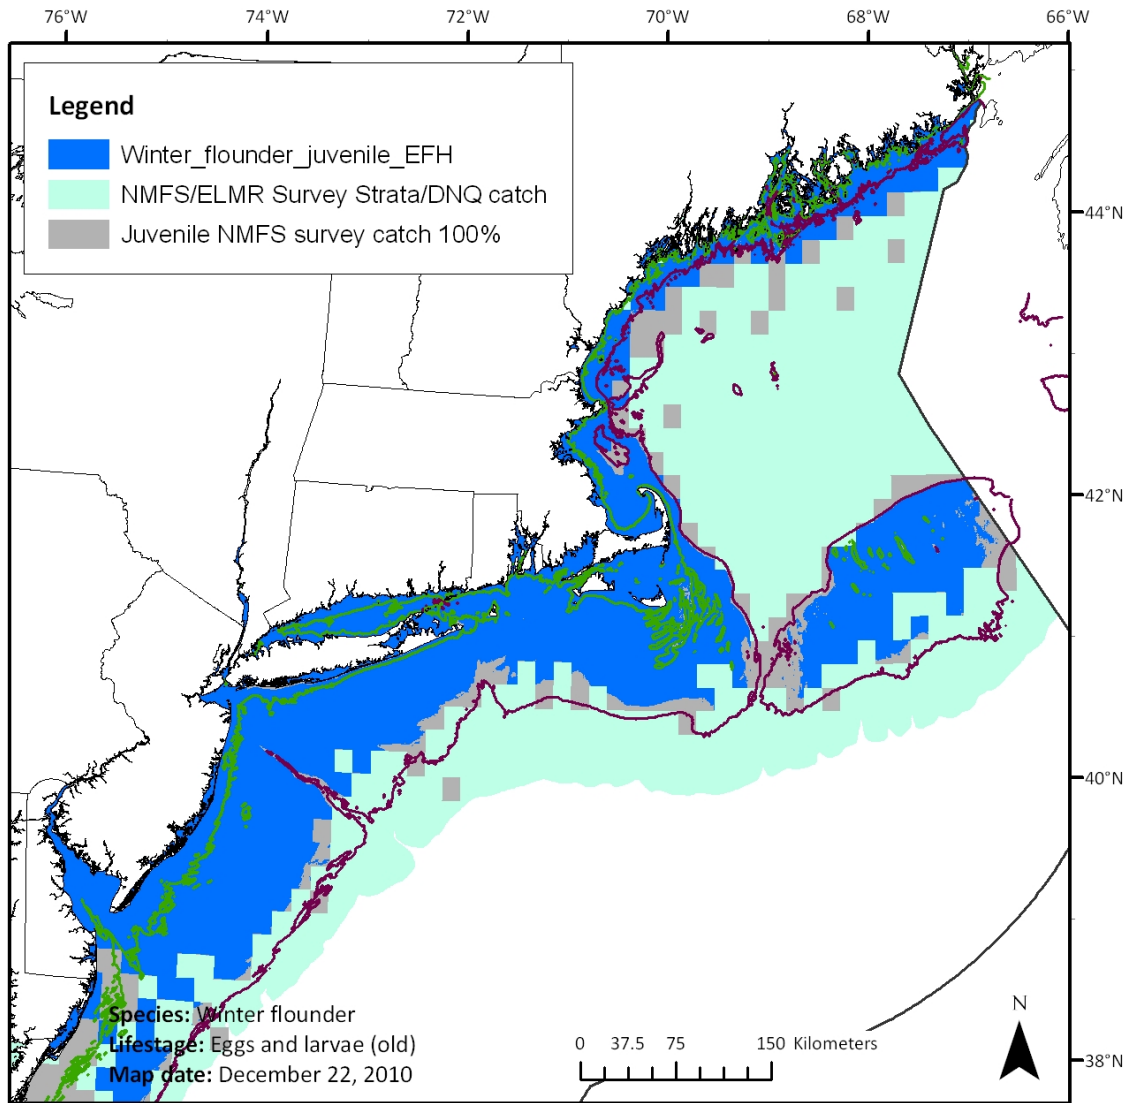 76°W 74°W 72°W 70°W 68°W 66°W
Legend
Winter_flounder_juvenile_EFH
NMFS/ELMR Survey Strata/DNQ catch
Juvenile NMFS survey catch 100%
44°N
42°N
40°N
38°N
Species: Winter flounder
Lifestage: Eggs and larvae (old)
Map date: December 22, 2010
0 37.5 75 150 Kilometers
N